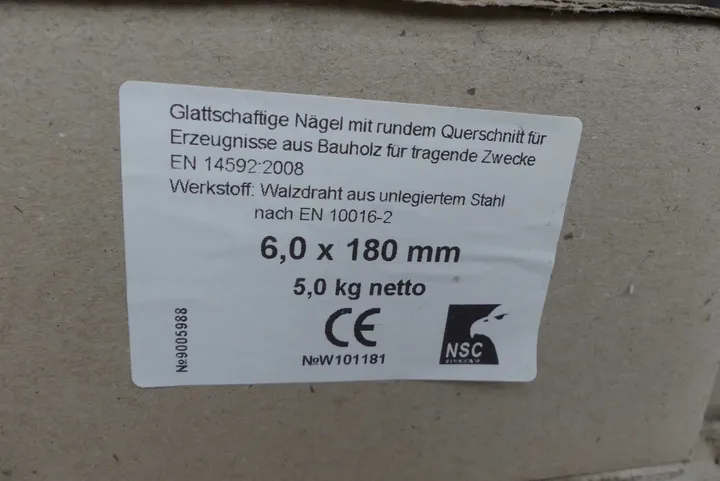 Glattschaftige Nägel mit rundem Querschnitt für
Erzeugnisse aus Bauholz für tragende Zwecke
EN 14592:2008
Werkstoff: Walzdraht aus unlegiertem Stahl
nach EN 10016-2
6,0 x 180 mm
5,0 kg netto
CE
№W101181
№9005988
NSC